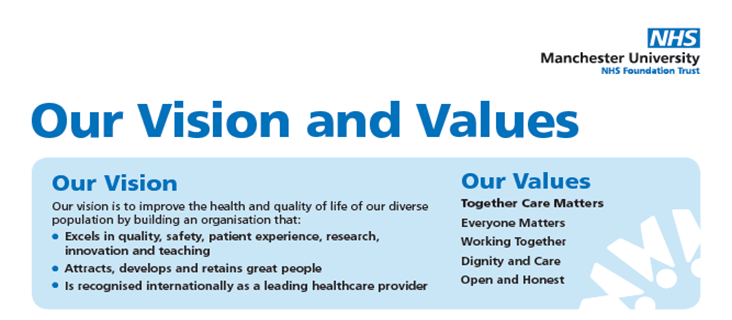 NHS
Manchester University
NHS Foundation Trust
Our Vision and Values
Our Vision
Our vision is to improve the health and quality of life of our diverse
population by building an organisation that:
• Excels in quality, safety, patient experience, research,
innovation and teaching
• Attracts, develops and retains great people
• Is recognised internationally as a leading healthcare provider
Our Values
Together Care Matters
Everyone Matters
Working Together
Dignity and Care
Open and Honest